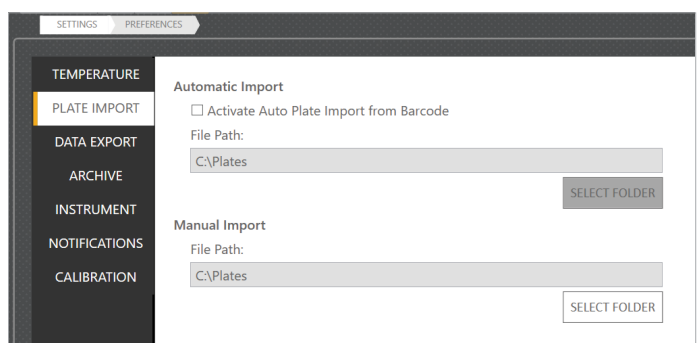 SETTINGS PREFERENCES
TEMPERATURE
PLATE IMPORT
DATA EXPORT
ARCHIVE
INSTRUMENT
NOTIFICATIONS
CALIBRATION
Automatic Import
Activate Auto Plate Import from Barcode
File Path:
C:\Plates
SELECT FOLDER
Manual Import
File Path:
C:\Plates
SELECT FOLDER